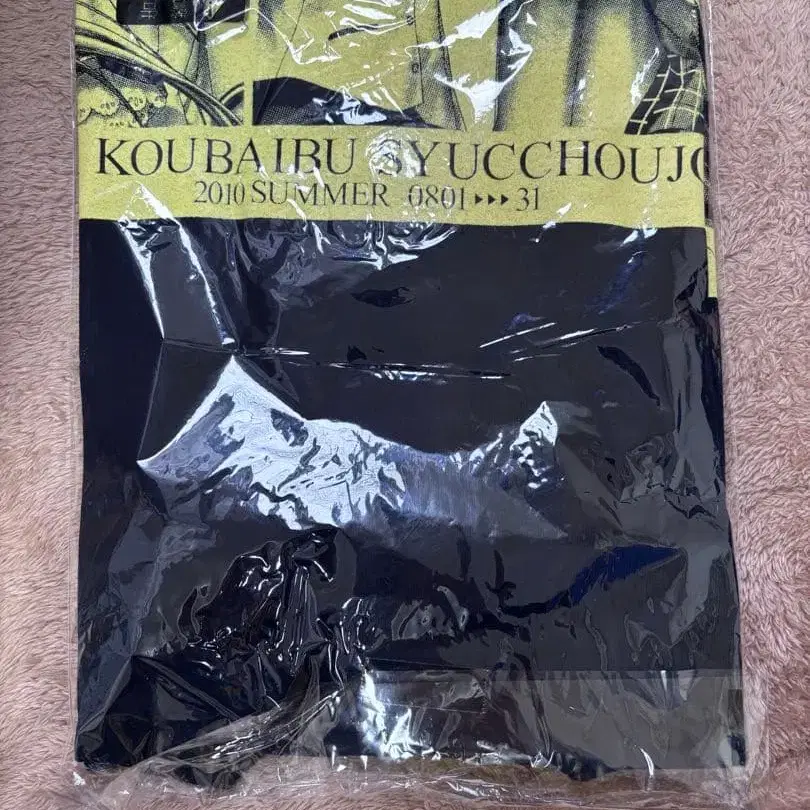 KOUBAIBU SYUCCHOUJO
2010 SUMMER 0801 ▸▸▸ 31